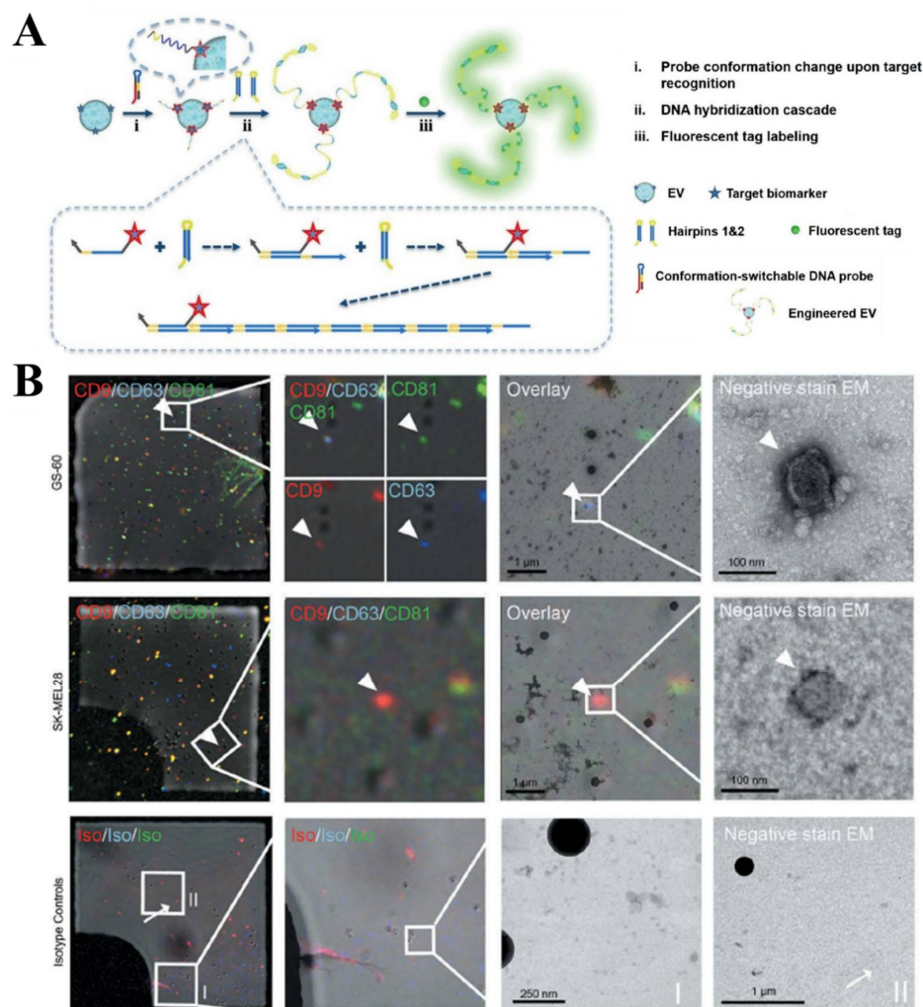 A
i
ii
iii
i. Probe conformation change upon target
recognition
ii. DNA hybridization cascade
iii. Fluorescent tag labeling
EV
Target biomarker
Hairpins 1&2
Fluorescent tag
Conformation-switchable DNA probe
Engineered EV
+
+
B
GS-60
CD9/CD63/CD81
CD9/CD63/
CD81
CD81
CD9
CD63
Overlay
1 µm
Negative stain EM
100 nm
SK-MEL28
CD9/CD63/CD81
CD9/CD63/CD81
Overlay
1 µm
Negative stain EM
100 nm
Isotype Controls
Iso/Iso/Iso
II
I
Iso/Iso/Iso
250 nm
I
Negative stain EM
1 µm
II